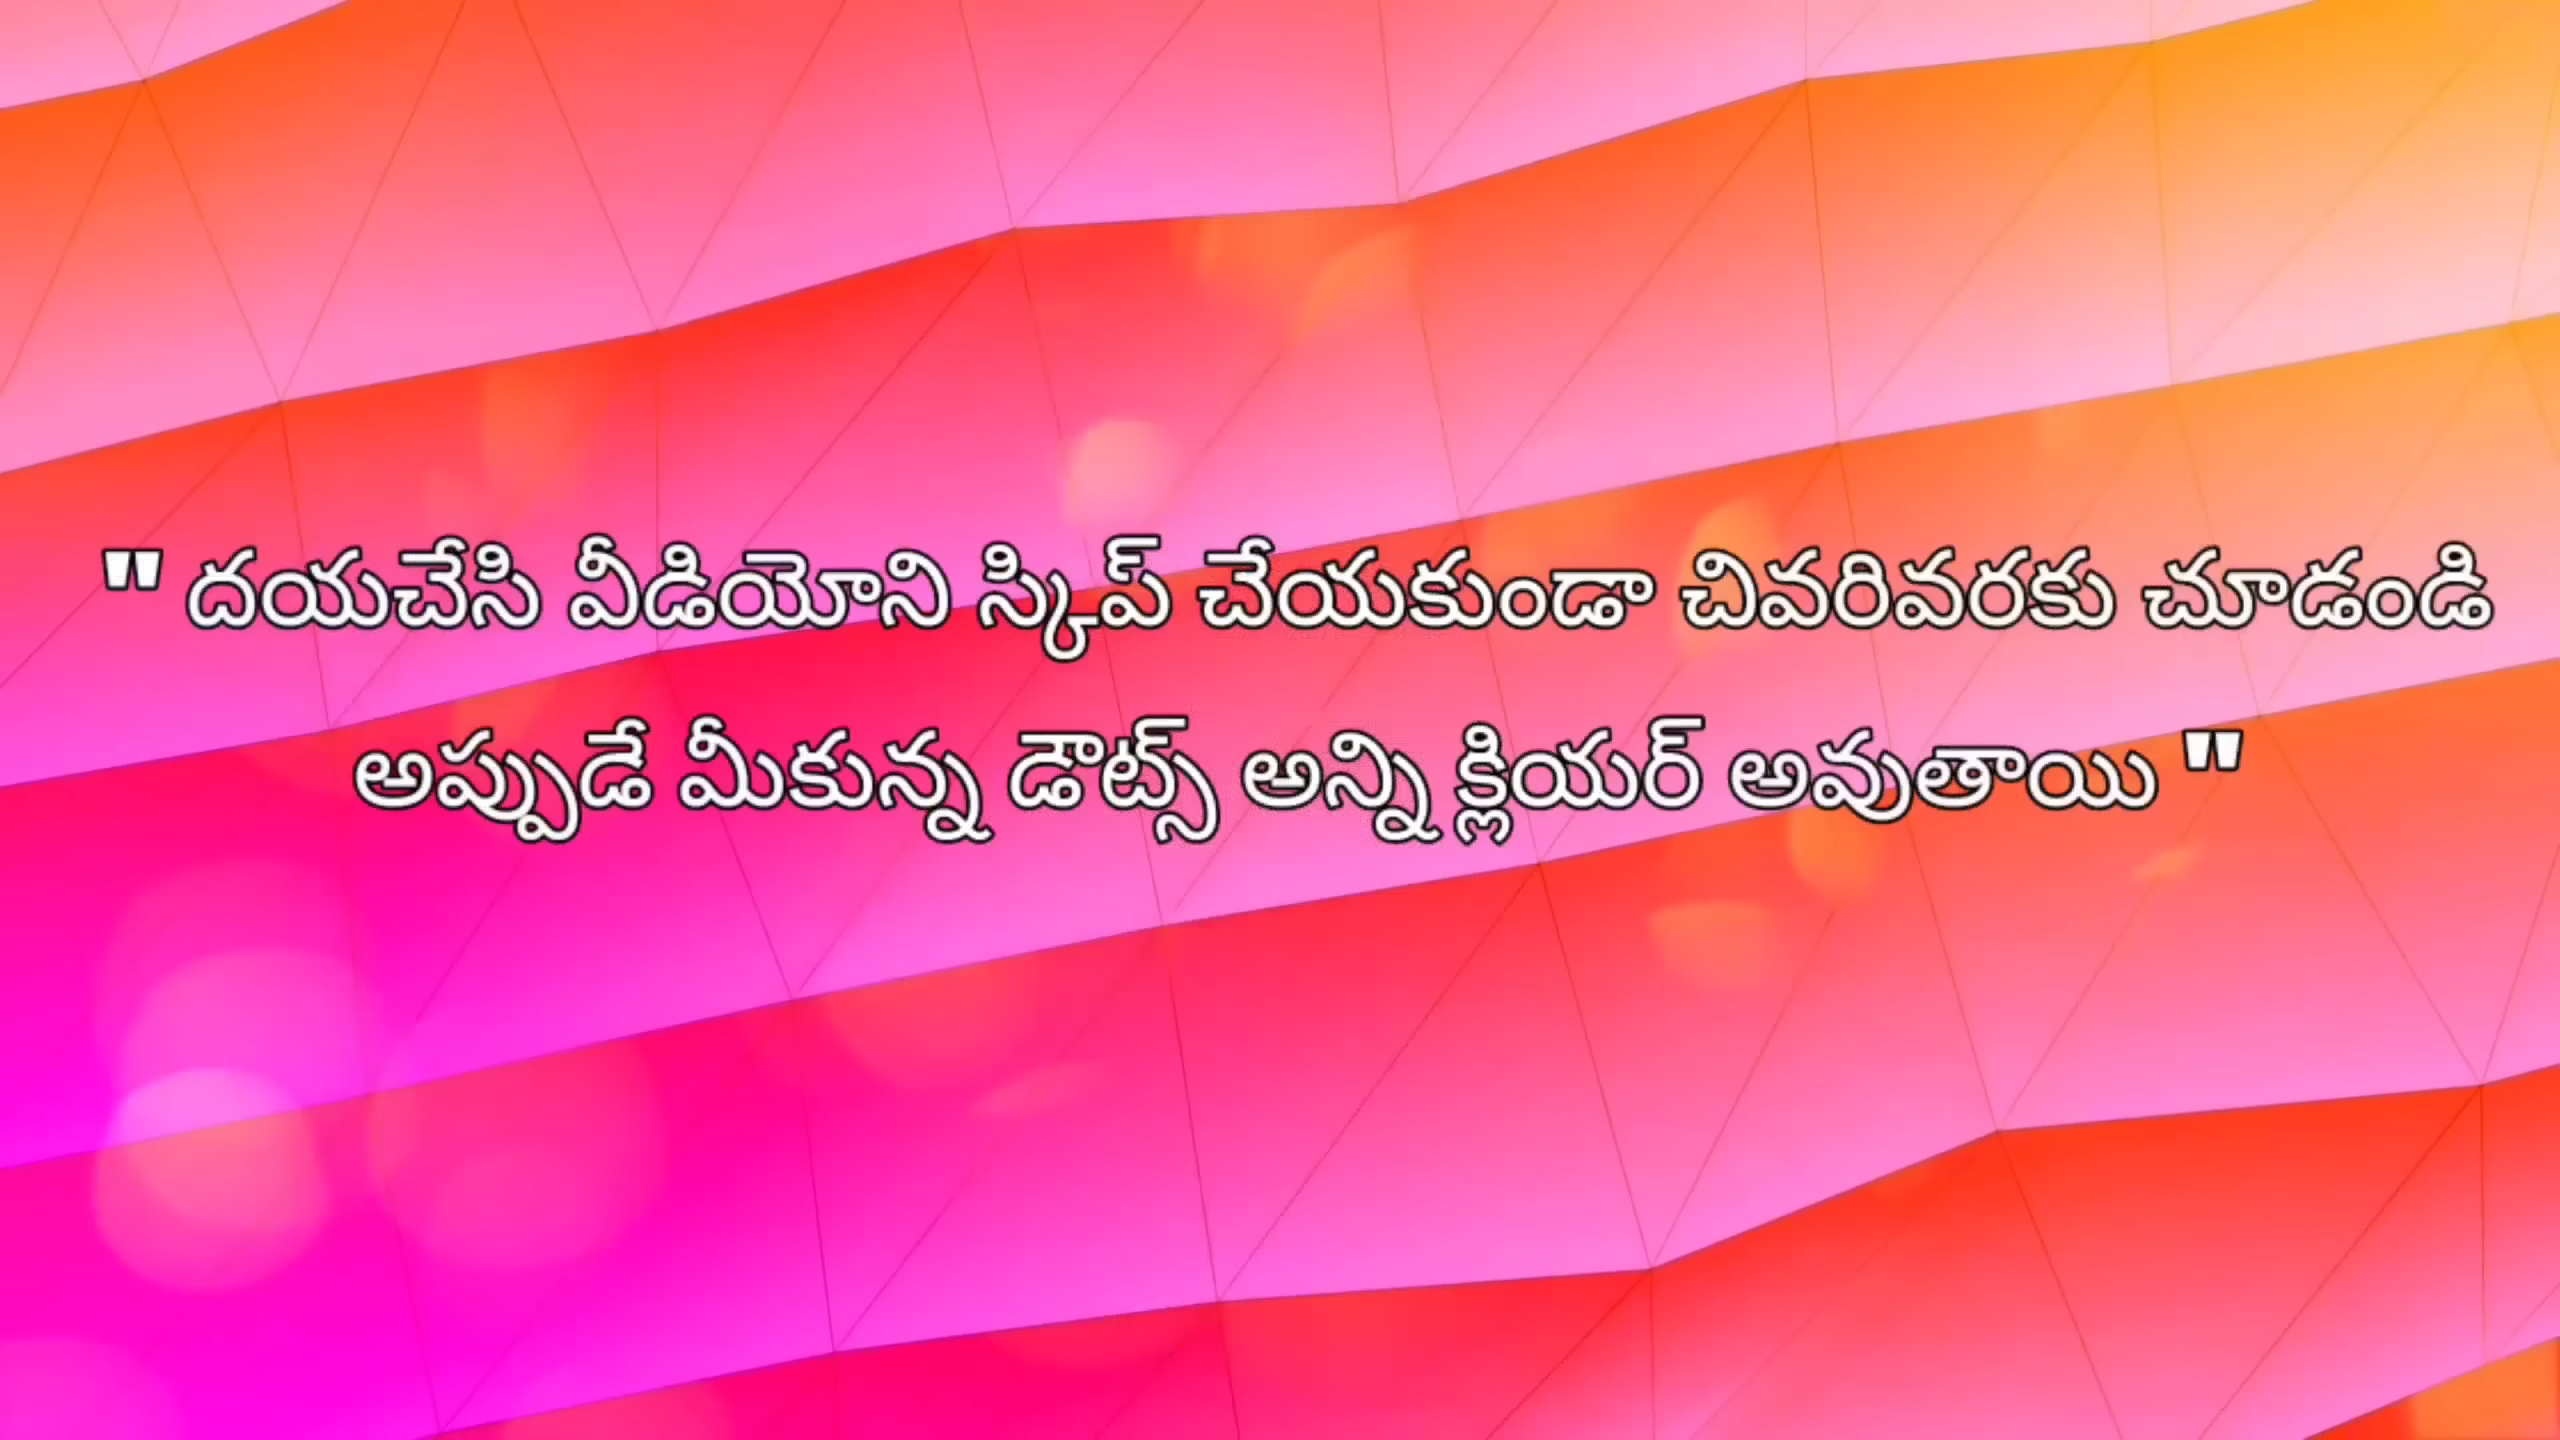 " దయచేసి వీడియోని స్కిప్ చేయకుండా చివరివరకు చూడండి
అప్పుడే మీకున్న డౌట్స్ అన్ని క్లియర్ అవుతాయి "